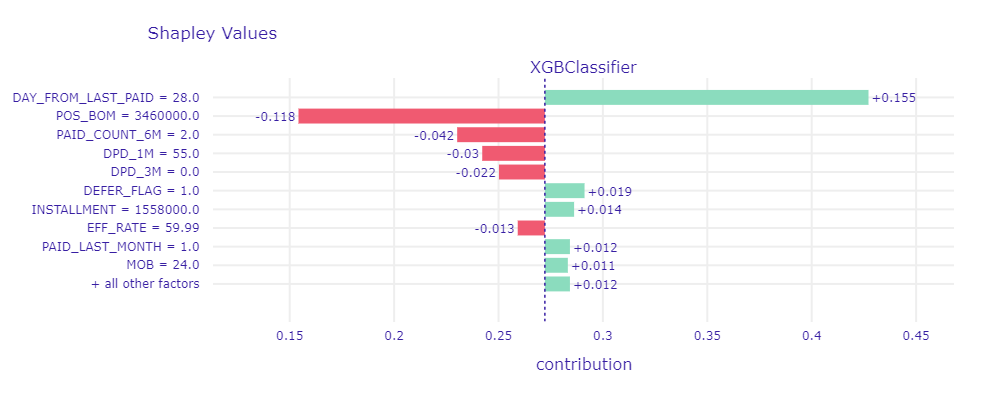 Shapley Values
XGBClassifier
DAY_FROM_LAST_PAID = 28.0
+0.155
POS_BOM = 3460000.0
-0.118
PAID_COUNT_6M = 2.0
-0.042
DPD_1M = 55.0
-0.03
DPD_3M = 0.0
-0.022
DEFER_FLAG = 1.0
+0.019
INSTALLMENT = 1558000.0
+0.014
EFF_RATE = 59.99
-0.013
PAID_LAST_MONTH = 1.0
+0.012
MOB = 24.0
+0.011
+ all other factors
+0.012
0.15 0.2 0.25 0.3 0.35 0.4 0.45
contribution